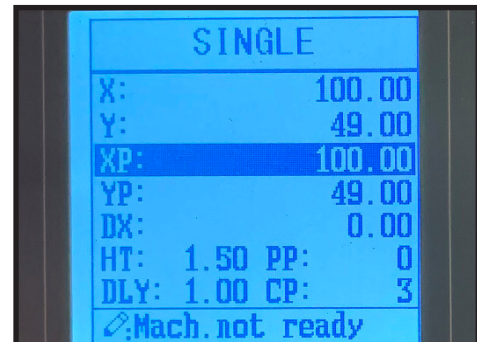 SINGLE
X: 100.00
Y: 49.00
XP: 100.00
YP: 49.00
DX: 0.00
HT: 1.50 PP: 0
DLY: 1.00 CP: 3
:Mach.not ready